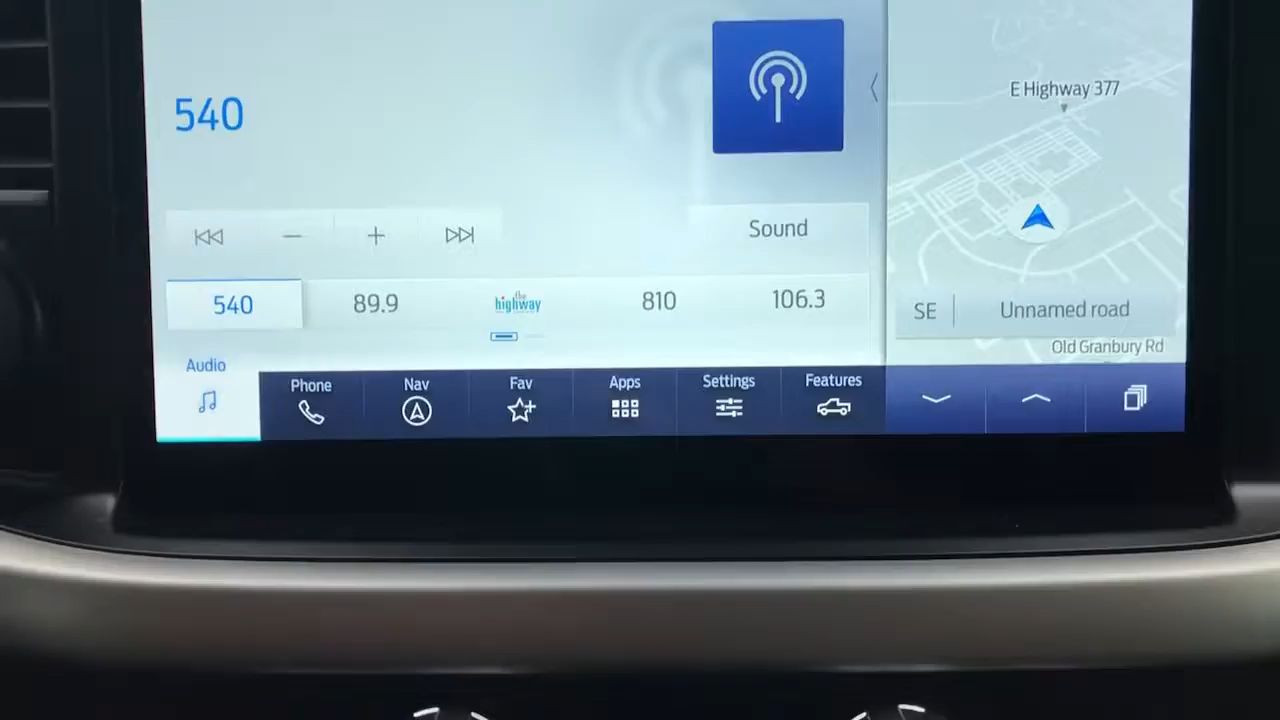 540
E Highway 377
Sound
540
89.9
the
highway
810
106.3
SE
Unnamed road
Old Granbury Rd
Audio
Phone
Nav
Fav
Apps
Settings
Features